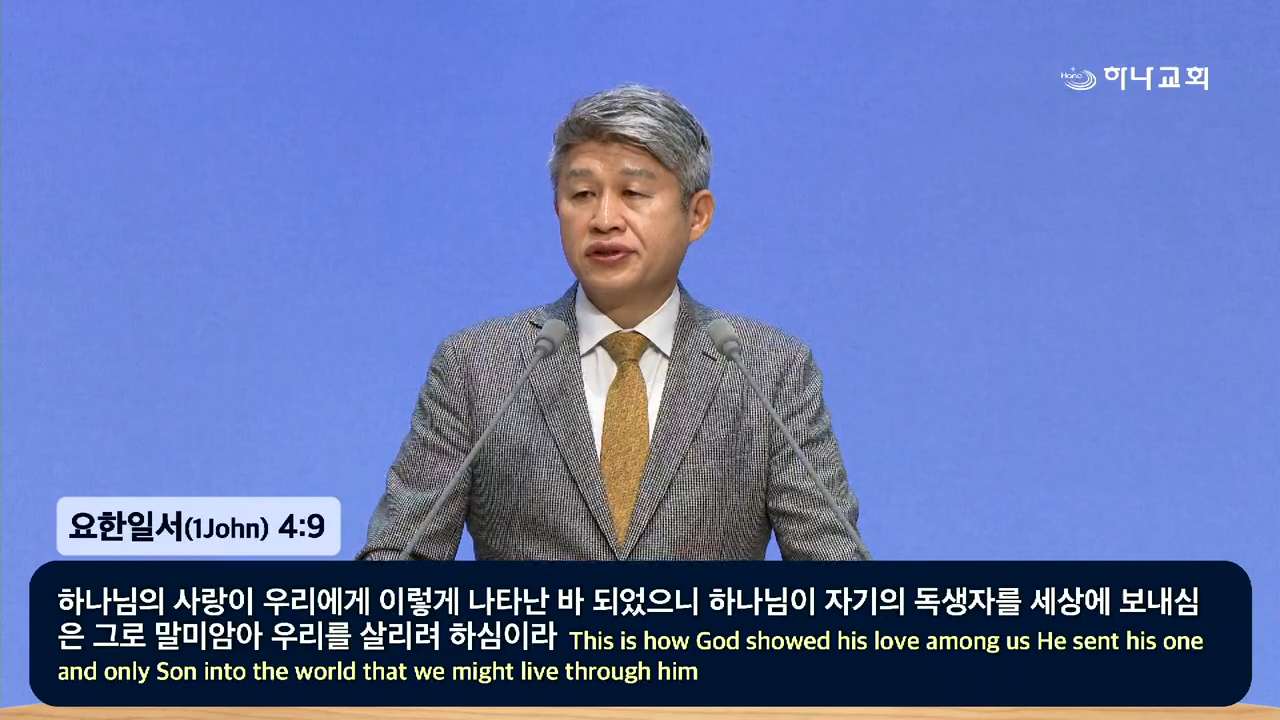 Hana 하나교회
요한일서(1John) 4:9
하나님의 사랑이 우리에게 이렇게 나타난 바 되었으니 하나님이 자기의 독생자를 세상에 보내심
은 그로 말미암아 우리를 살리려 하심이라 This is how God showed his love among us He sent his one
and only Son into the world that we might live through him